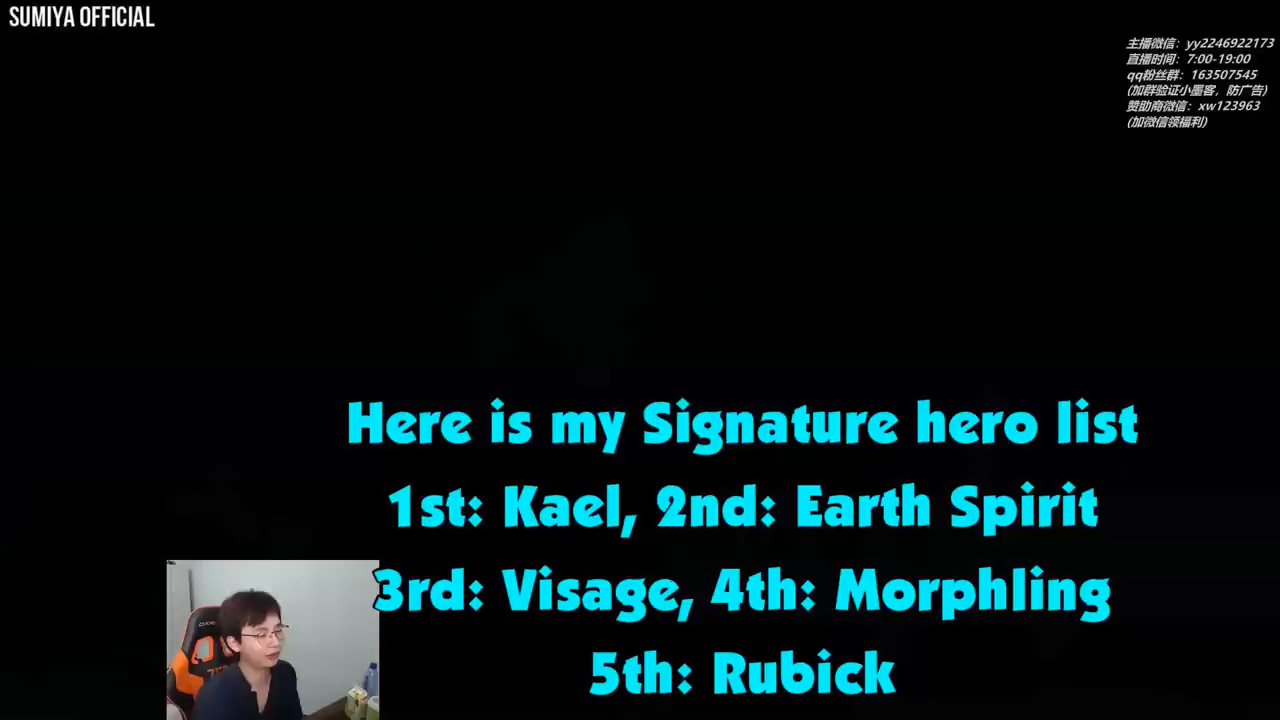 SUMIYA OFFICIAL
主播微信：yy2246922173
直播时间：7:00-19:00
qq粉丝群：163507545
(加群验证小墨客，防广告)
赞助商微信：xw123963
(加微信领福利)
Here is my Signature hero list
1st: Kael, 2nd: Earth Spirit
3rd: Visage, 4th: Morphling
5th: Rubick